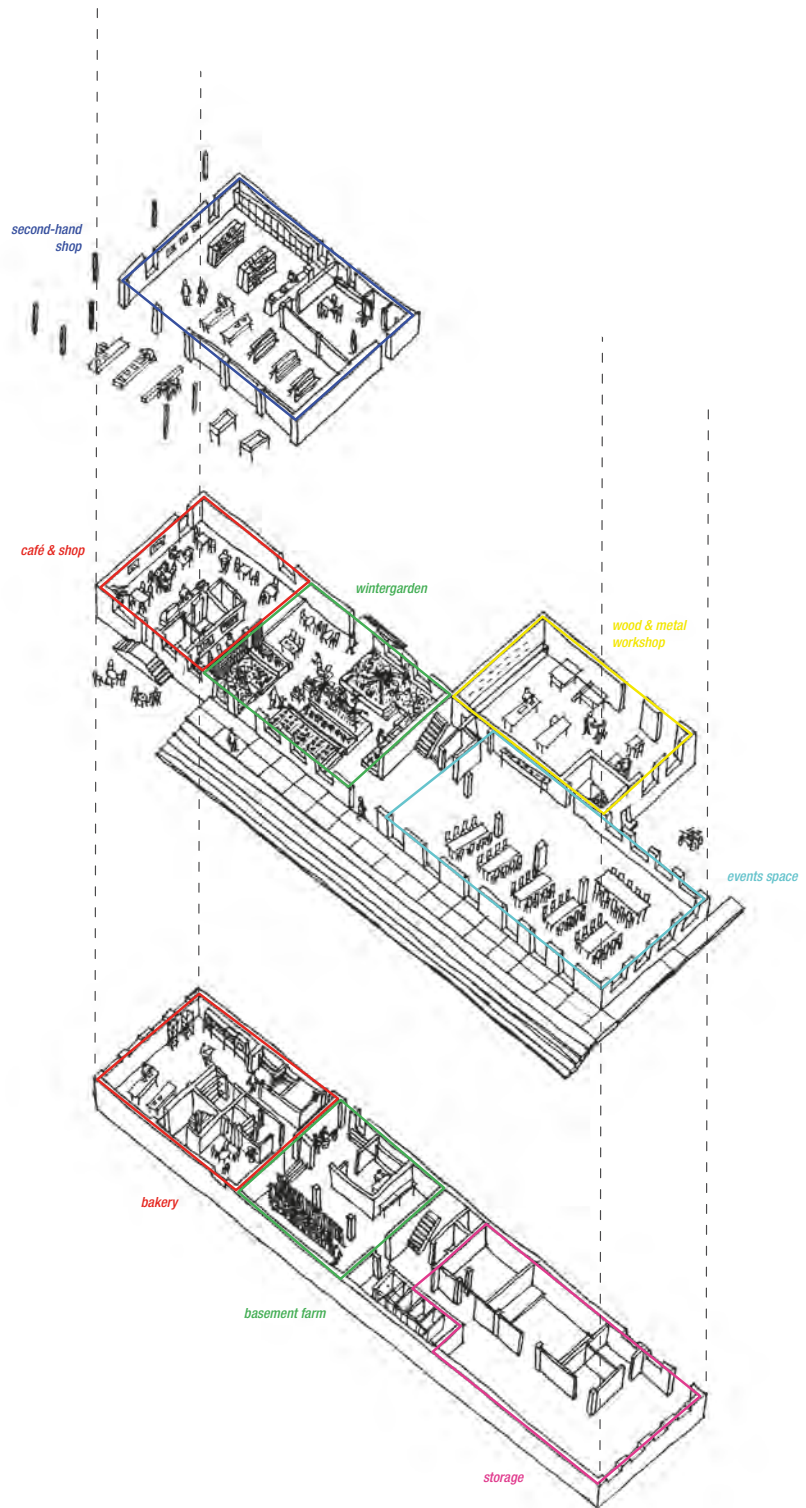 second-hand
shop
café & shop
wintergarden
wood & metal
workshop
events space
bakery
basement farm
storage